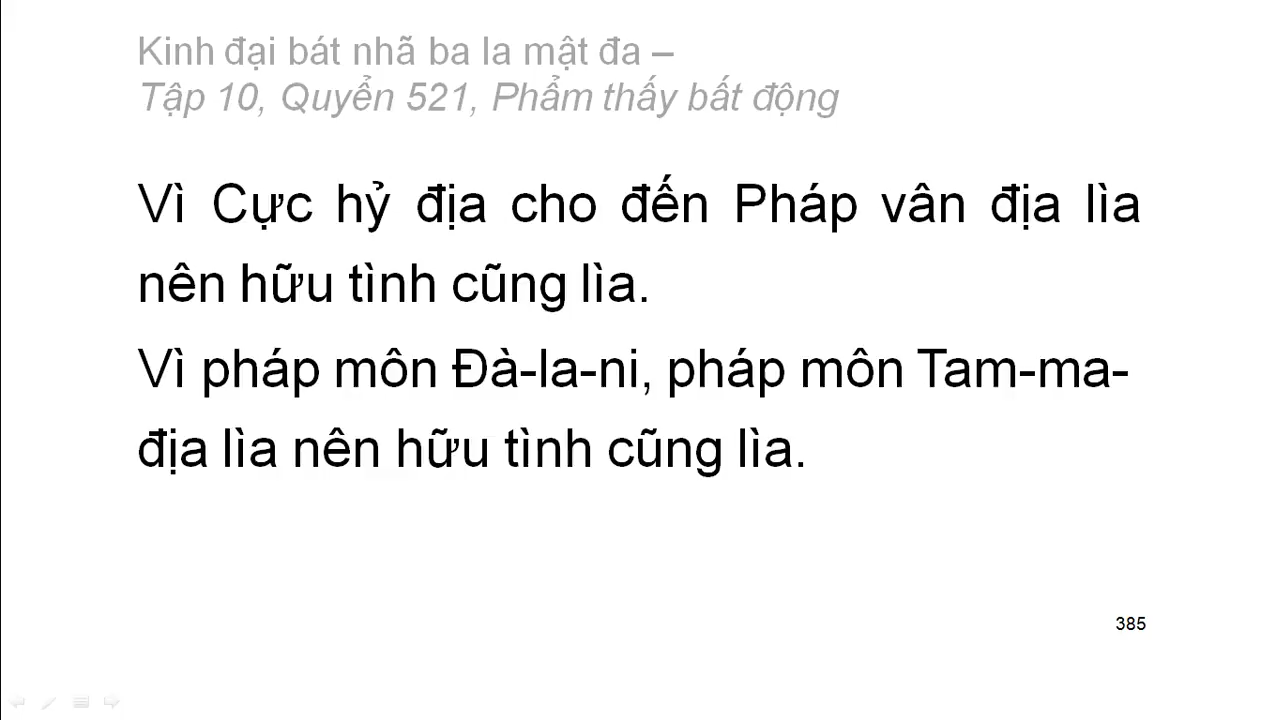 Kinh đại bát nhã ba la mật đa –
Tập 10, Quyển 521, Phẩm thấy bất động
Vì Cực hỷ địa cho đến Pháp vân địa lìa
nên hữu tình cũng lìa.
Vì pháp môn Đà-la-ni, pháp môn Tam-ma-
địa lìa nên hữu tình cũng lìa.
385